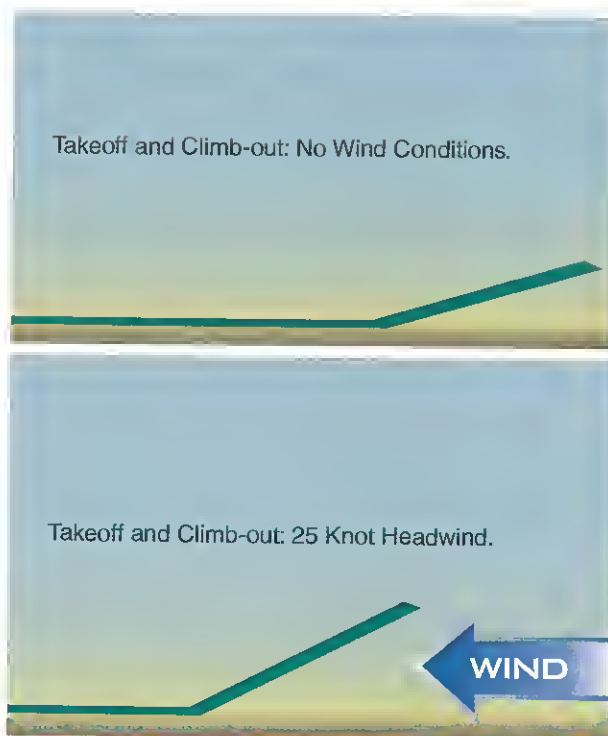 Takeoff and Climb-out: No Wind Conditions.
Takeoff and Climb-out: 25 Knot Headwind.
WIND